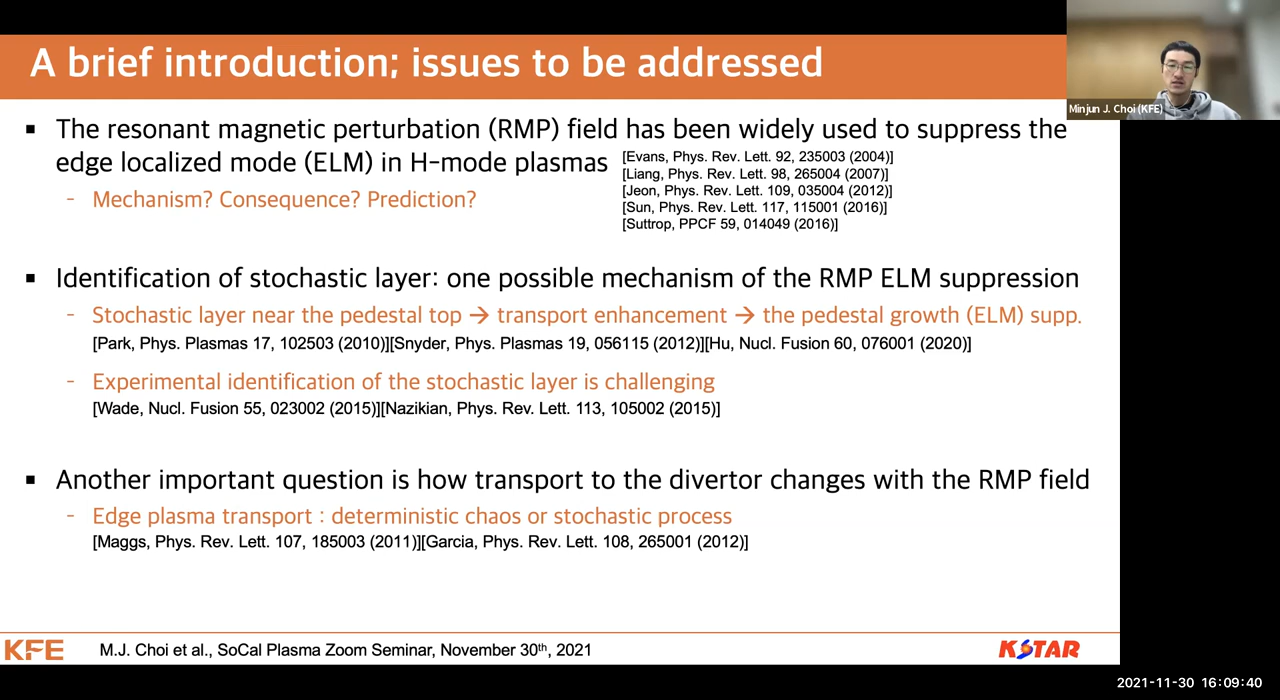 A brief introduction; issues to be addressed
Minjun J. Choi (KFE)
▪ The resonant magnetic perturbation (RMP) field has been widely used to suppress the
edge localized mode (ELM) in H-mode plasmas
[Evans, Phys. Rev. Lett. 92, 235003 (2004)]
[Liang, Phys. Rev. Lett. 98, 265004 (2007)]
[Jeon, Phys. Rev. Lett. 109, 035004 (2012)]
[Sun, Phys. Rev. Lett. 117, 115001 (2016)]
[Suttrop, PPCF 59, 014049 (2016)]
- Mechanism? Consequence? Prediction?
▪ Identification of stochastic layer: one possible mechanism of the RMP ELM suppression
- Stochastic layer near the pedestal top → transport enhancement → the pedestal growth (ELM) supp.
[Park, Phys. Plasmas 17, 102503 (2010)][Snyder, Phys. Plasmas 19, 056115 (2012)][Hu, Nucl. Fusion 60, 076001 (2020)]
- Experimental identification of the stochastic layer is challenging
[Wade, Nucl. Fusion 55, 023002 (2015)][Nazikian, Phys. Rev. Lett. 113, 105002 (2015)]
▪ Another important question is how transport to the divertor changes with the RMP field
- Edge plasma transport : deterministic chaos or stochastic process
[Maggs, Phys. Rev. Lett. 107, 185003 (2011)][Garcia, Phys. Rev. Lett. 108, 265001 (2012)]
KFE
M.J. Choi et al., SoCal Plasma Zoom Seminar, November 30th, 2021
KSTAR
2021-11-30 16:09:40